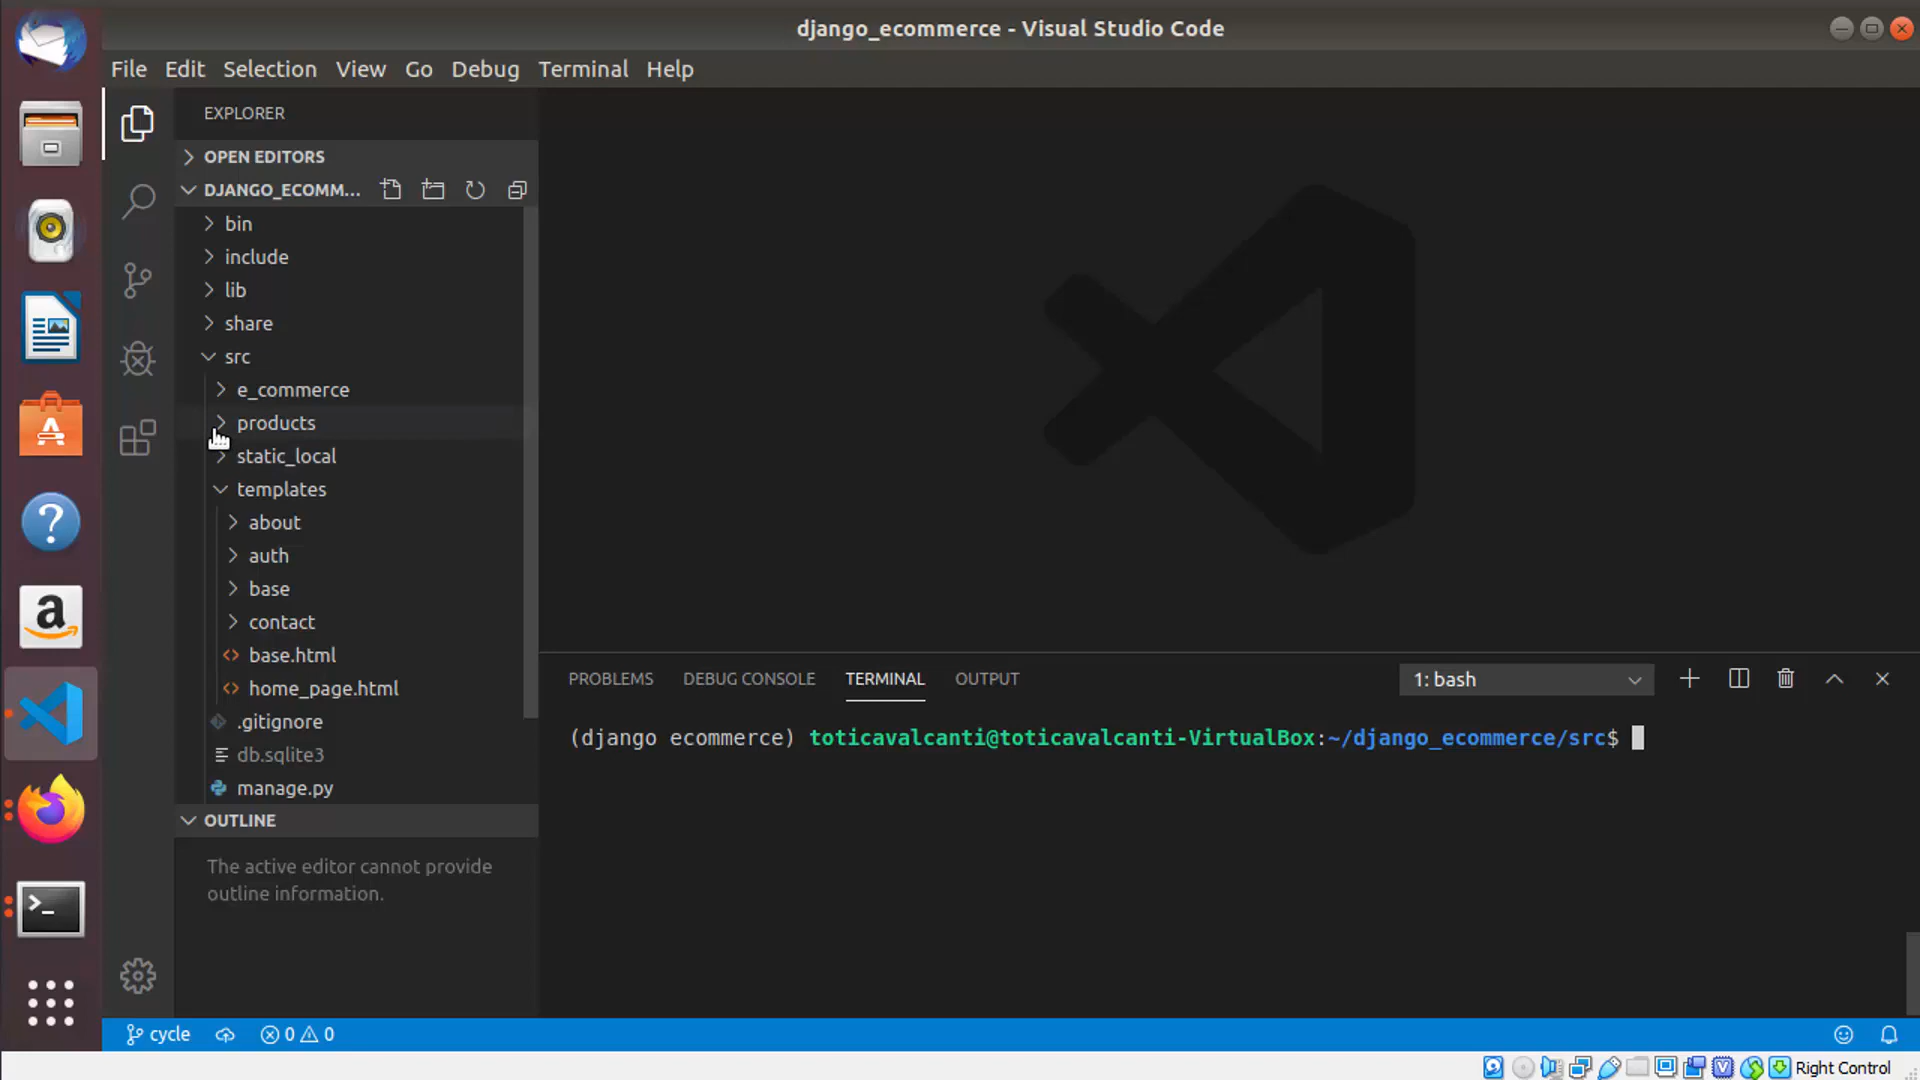 django_ecommerce - Visual Studio Code
File Edit Selection View Go Debug Terminal Help
EXPLORER
OPEN EDITORS
DJANGO_ECOMM...
bin
include
lib
share
src
e_commerce
products
static_local
templates
about
auth
base
contact
base.html
home_page.html
.gitignore
db.sqlite3
manage.py
OUTLINE
The active editor cannot provide
outline information.
PROBLEMS DEBUG CONSOLE TERMINAL OUTPUT 1: bash
(django ecommerce) toticavalcanti@toticavalcanti-VirtualBox:~/django_ecommerce/src$
cycle 0 0
Right Control